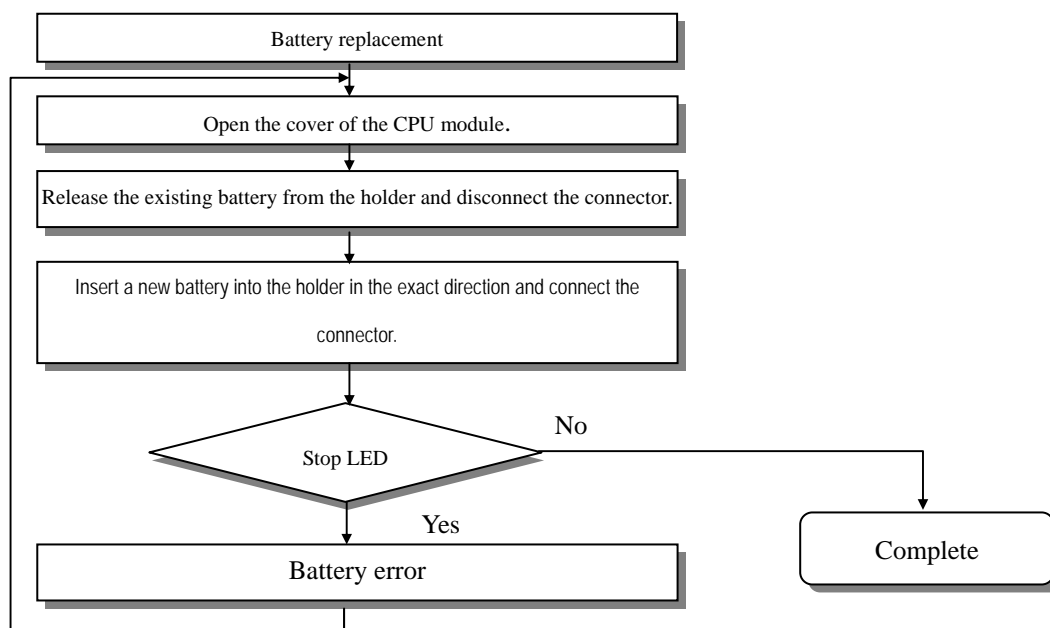 Battery replacement
Open the cover of the CPU module.
Release the existing battery from the holder and disconnect the connector.
Insert a new battery into the holder in the exact direction and connect the
connector.
Stop LED
No
Yes
Battery error
Complete